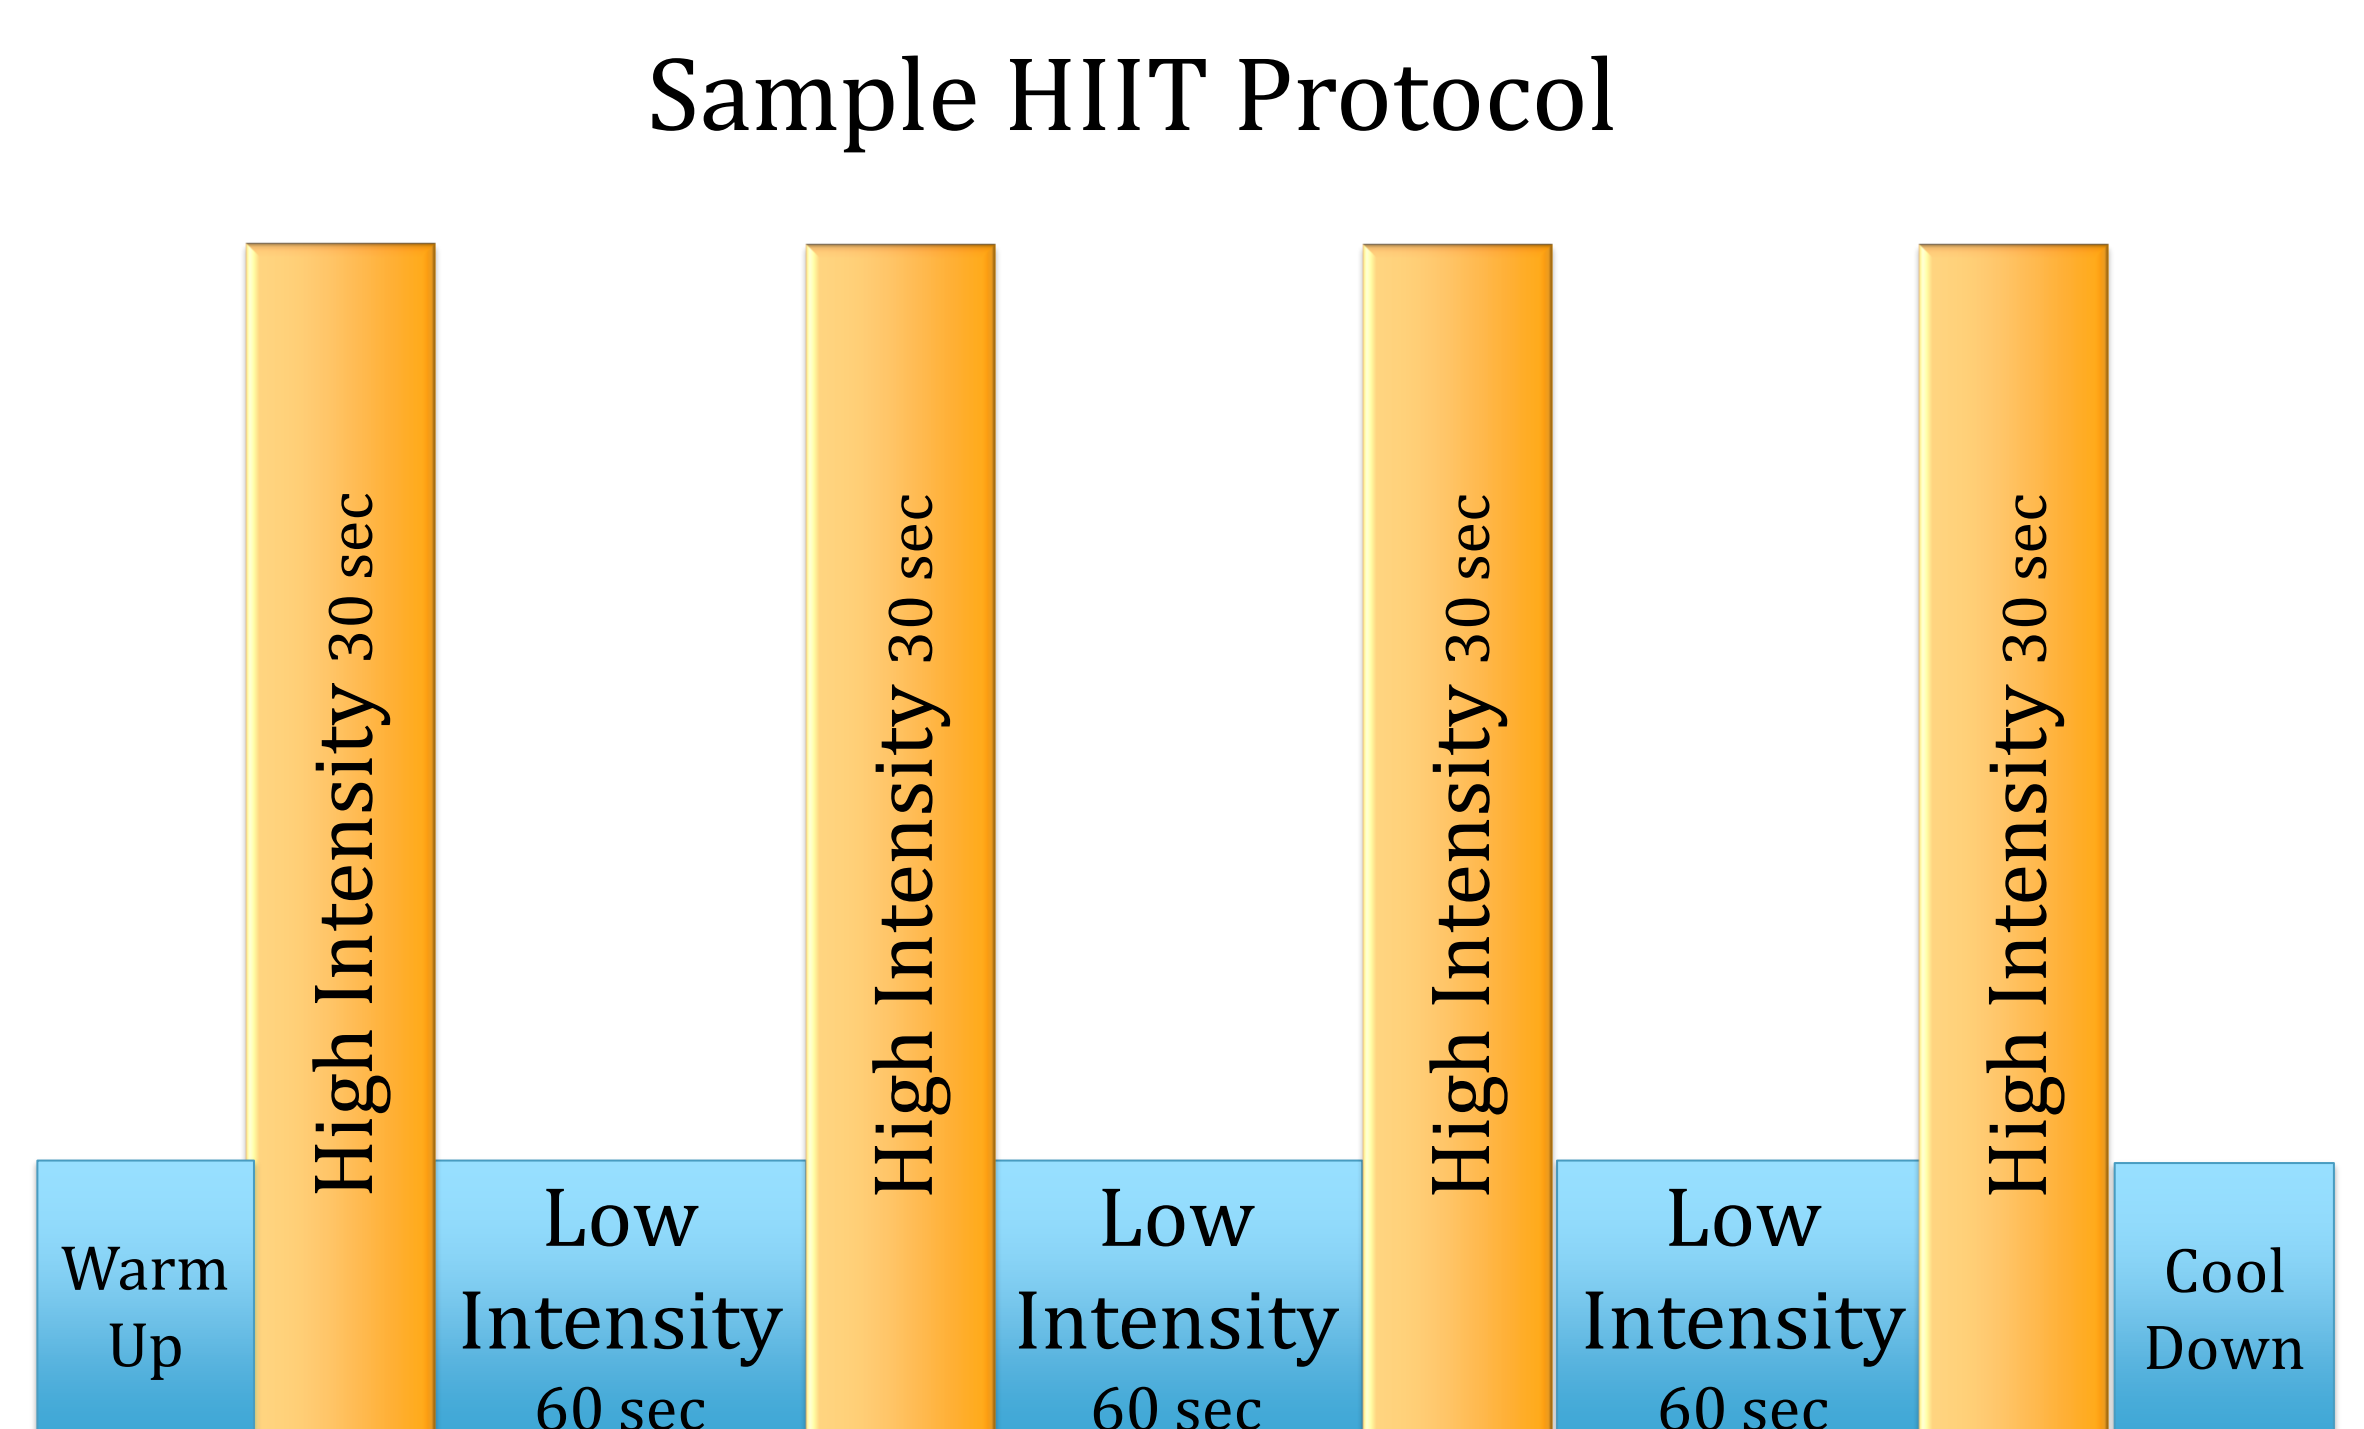 Sample HIIT Protocol
Warm
Up
High Intensity 30 sec
Low
Intensity
60 sec
High Intensity 30 sec
Low
Intensity
60 sec
High Intensity 30 sec
Low
Intensity
60 sec
High Intensity 30 sec
Cool
Down